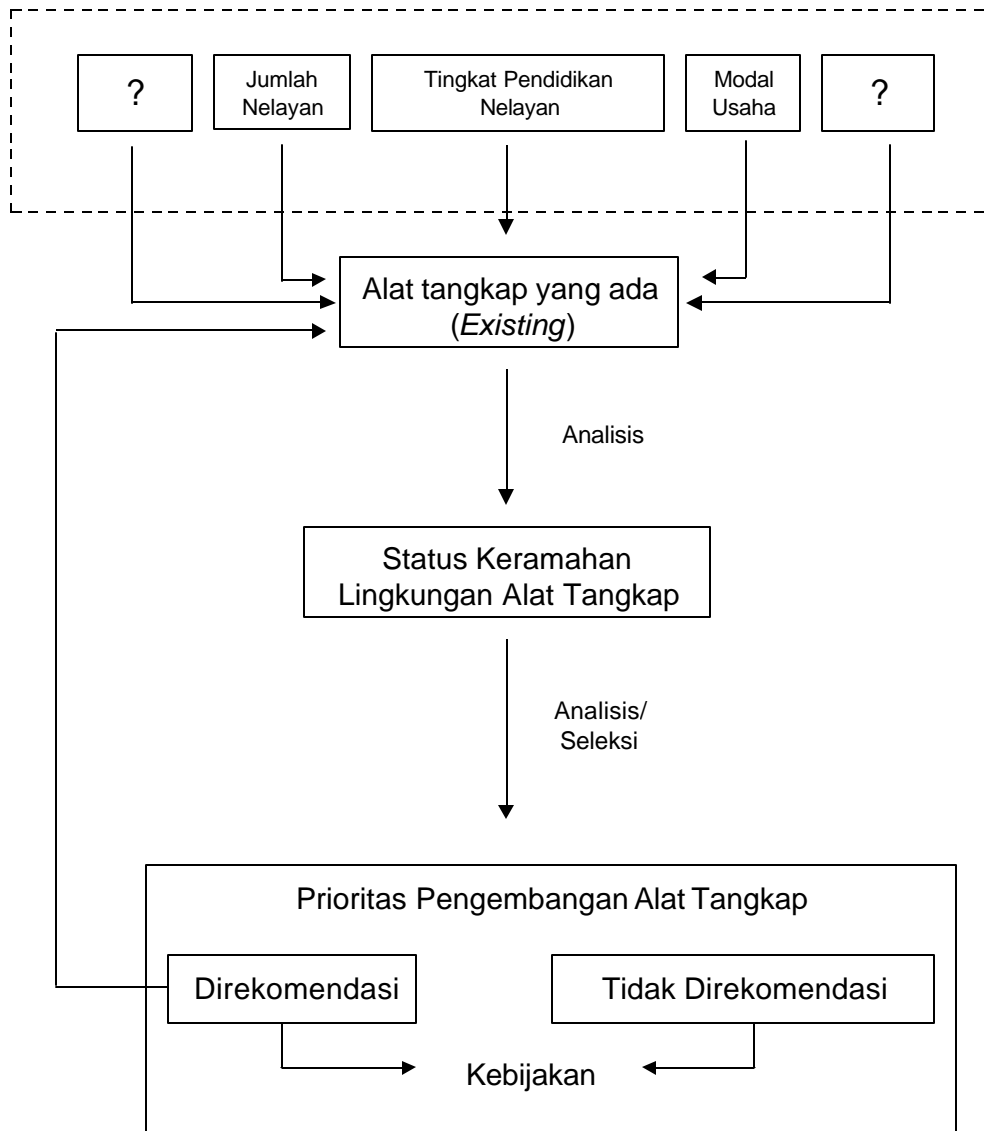 ?
Jumlah
Nelayan
Tingkat Pendidikan
Nelayan
Modal
Usaha
?
Alat tangkap yang ada
(Existing)
Analisis
Status Keramahan
Lingkungan Alat Tangkap
Analisis/
Seleksi
Prioritas Pengembangan Alat Tangkap
Direkomendasi
Tidak Direkomendasi
Kebijakan